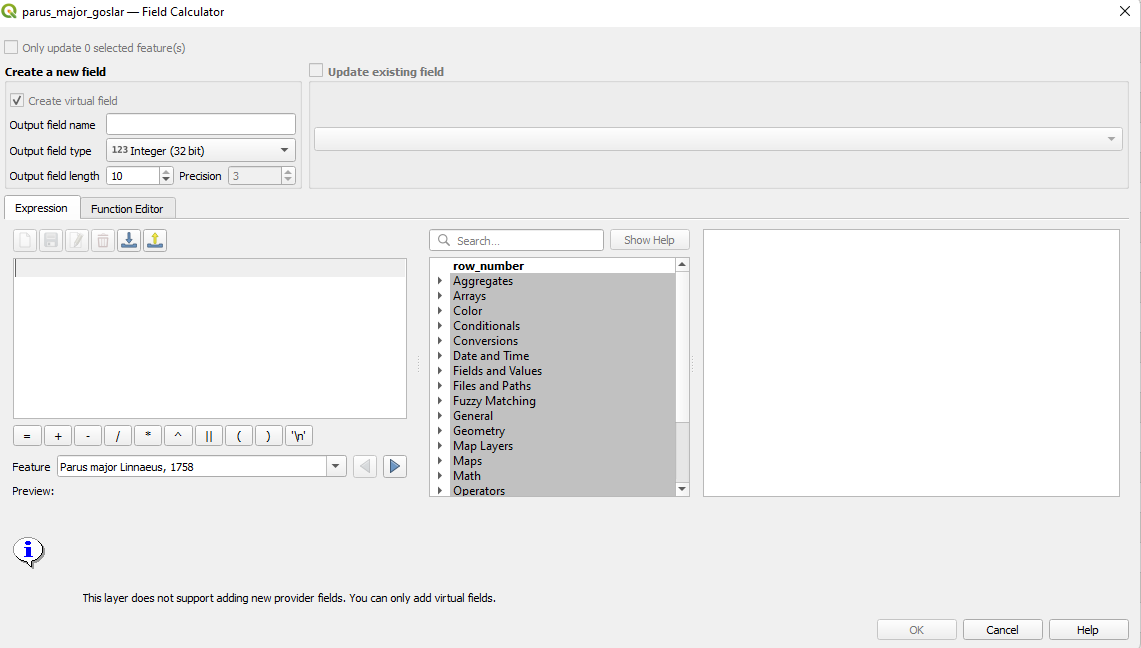 parus_major_goslar — Field Calculator
Only update 0 selected feature(s)
Create a new field
Update existing field
Create virtual field
Output field name
Output field type 123 Integer (32 bit)
Output field length 10 Precision 3
Expression Function Editor
Search... Show Help
row_number
Aggregates
Arrays
Color
Conditionals
Conversions
Date and Time
Fields and Values
Files and Paths
Fuzzy Matching
General
Geometry
Map Layers
Maps
Math
Operators
= + - / * ^ || ( ) '\n'
Feature Parus major Linnaeus, 1758
Preview:
This layer does not support adding new provider fields. You can only add virtual fields.
OK Cancel Help